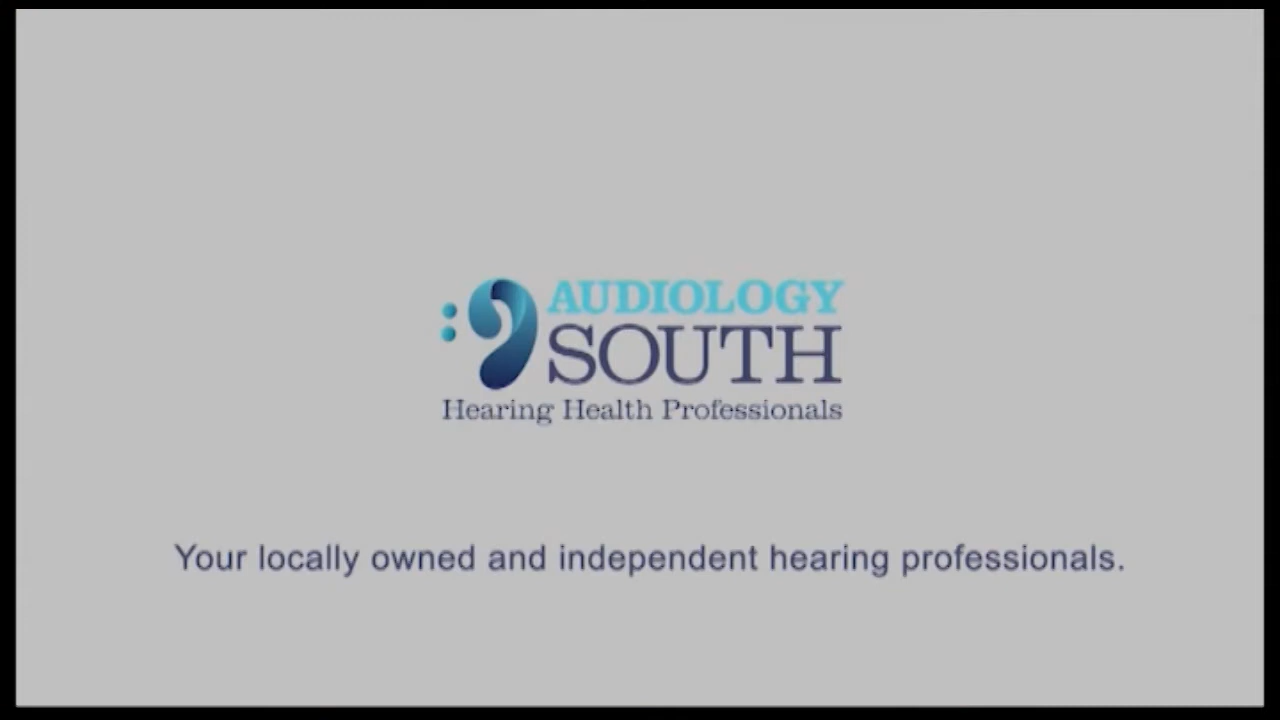 AUDIOLOGY
SOUTH
Hearing Health Professionals
Your locally owned and independent hearing professionals.